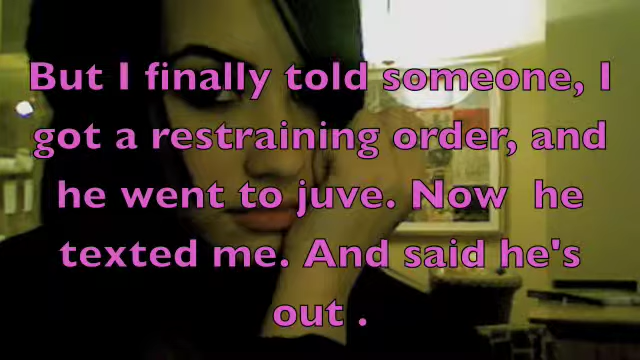 But I finally told someone, I
got a restraining order, and
he went to juve. Now  he
texted me. And said he's
out .